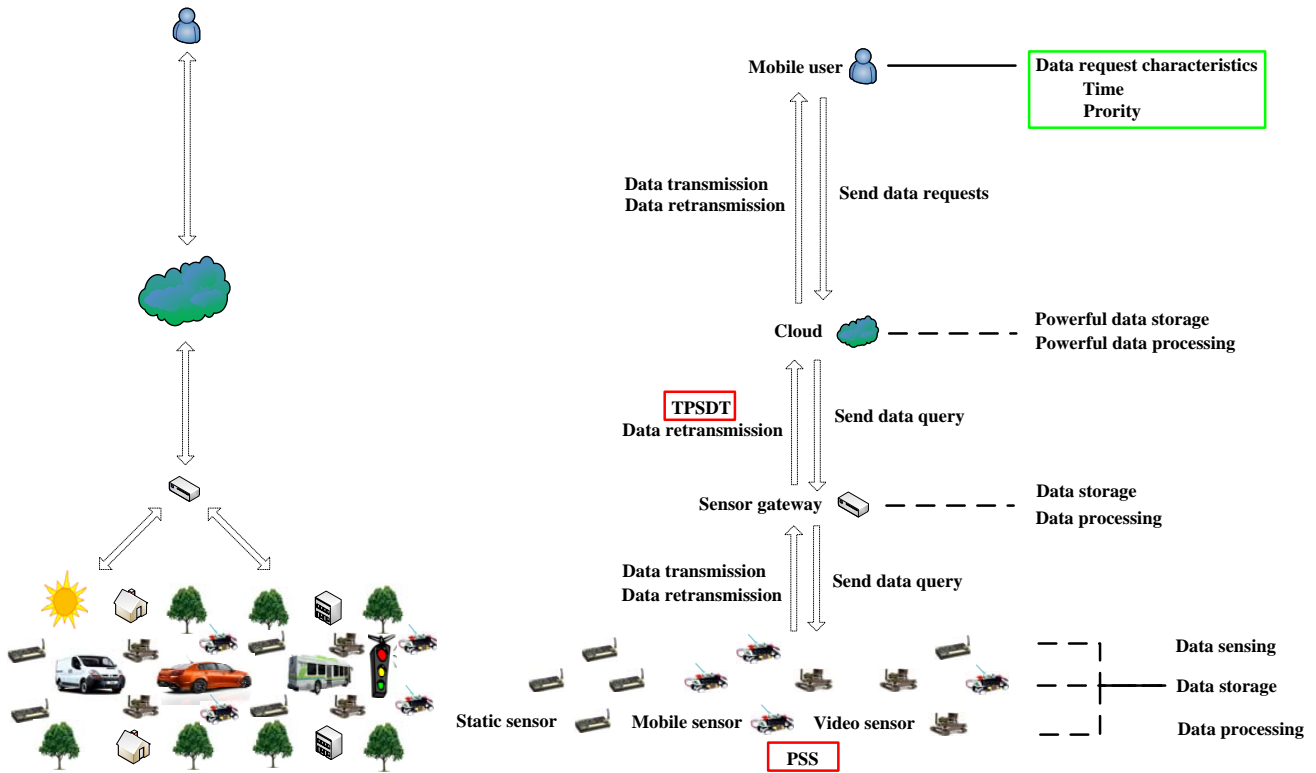 Mobile user
Data request characteristics
Time
Prority
Data transmission
Data retransmission
Send data requests
Cloud
Powerful data storage
Powerful data processing
TPSDT
Data retransmission
Send data query
Sensor gateway
Data storage
Data processing
Data transmission
Data retransmission
Send data query
Data sensing
Data storage
Data processing
Static sensor
Mobile sensor
Video sensor
PSS